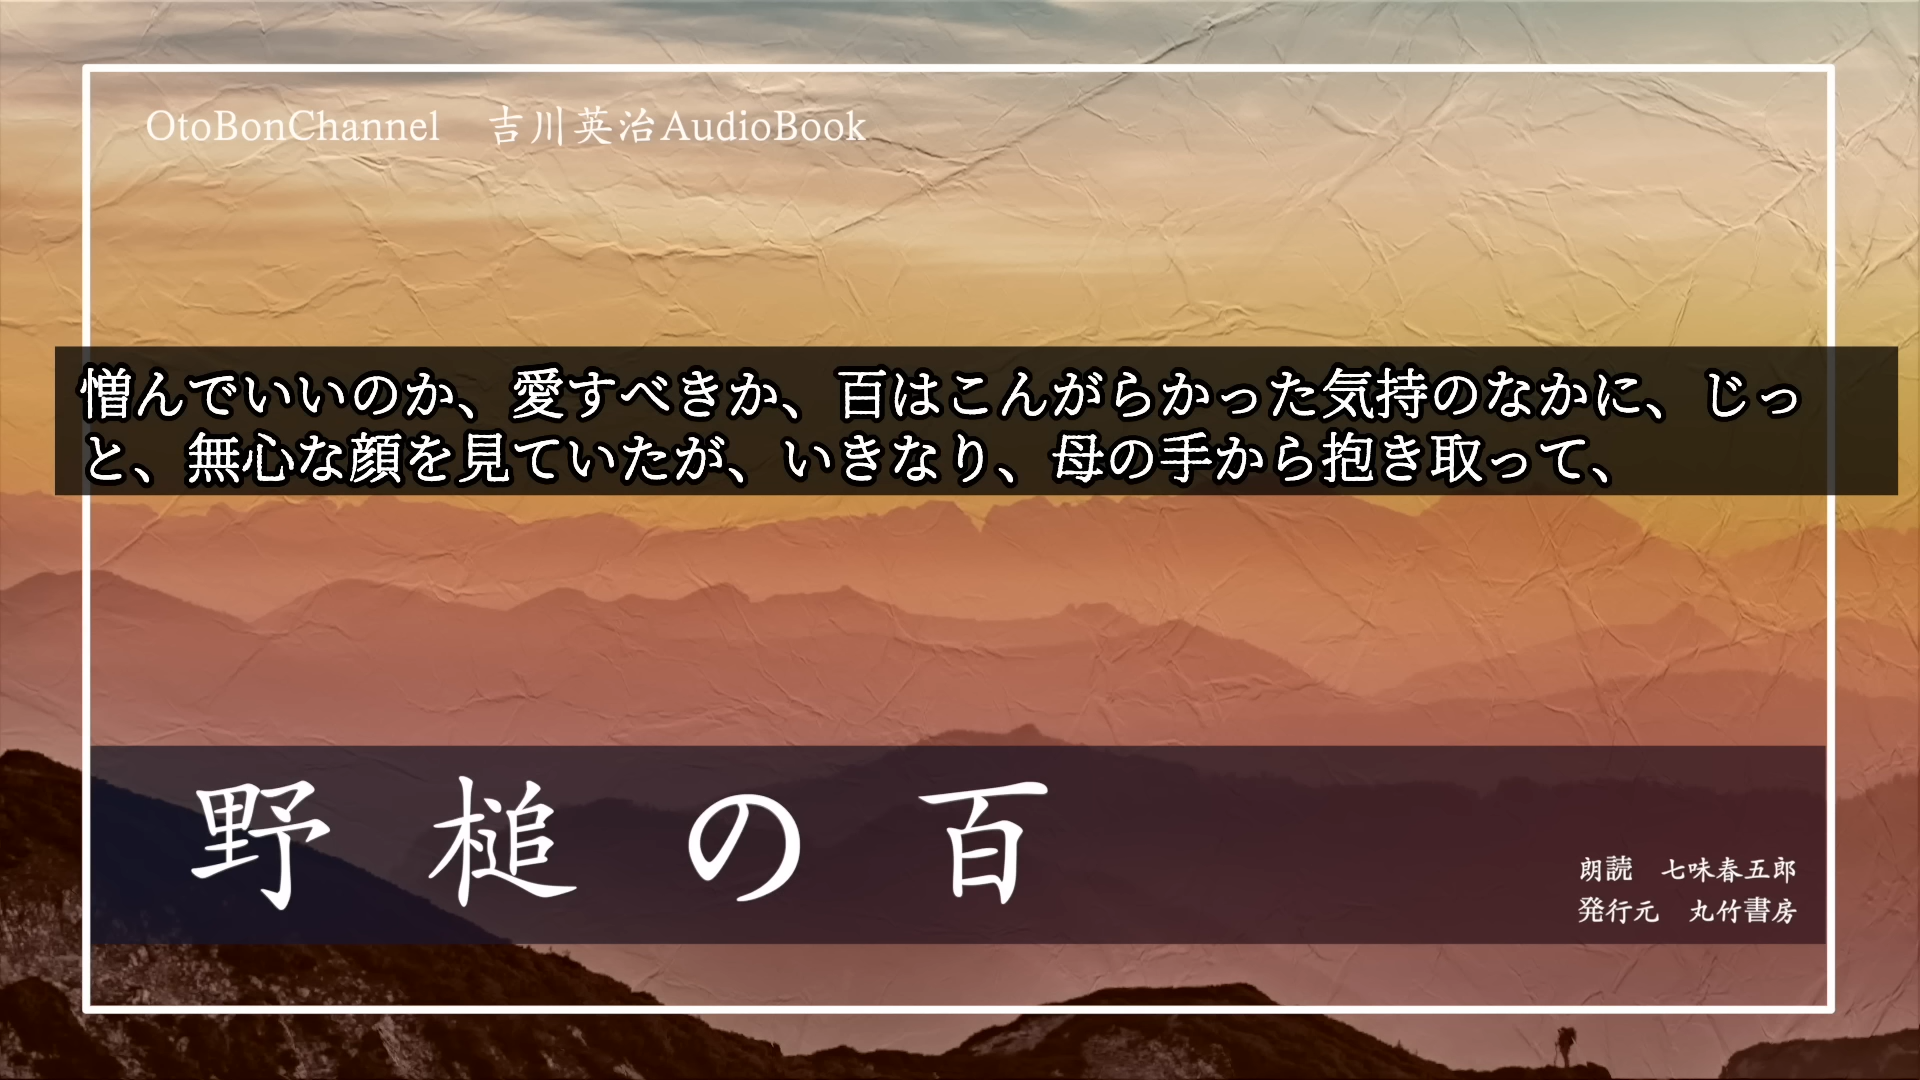 OtoBonChannel　吉川英治AudioBook
憎んでいいのか、愛すべきか、百はこんがらかった気持のなかに、じっ
と、無心な顔を見ていたが、いきなり、母の手から抱き取って、
野槌の百
朗読　七味春五郎
発行元　丸竹書房